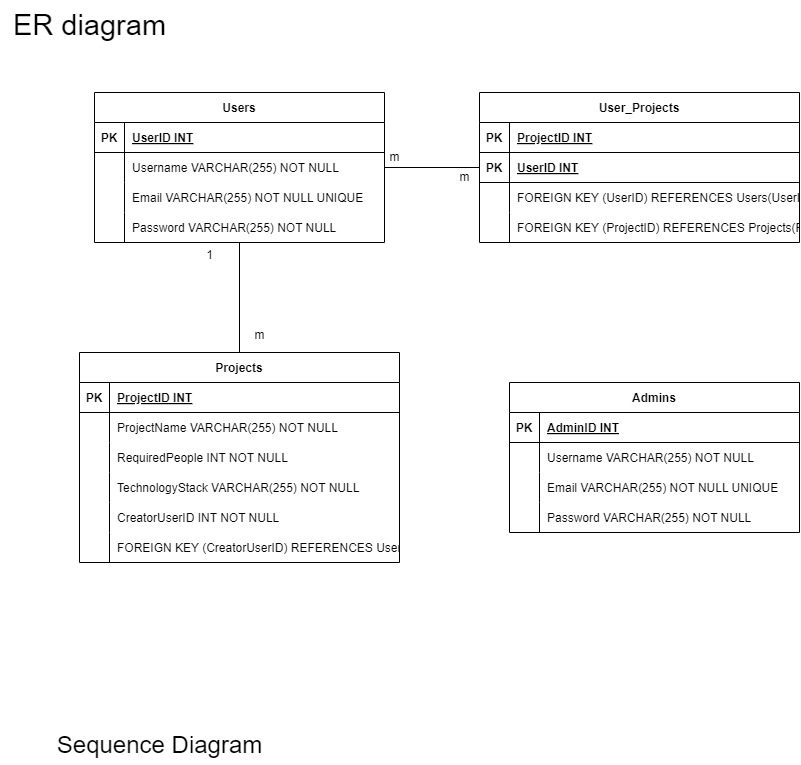 ER diagram
Users
PK UserID INT
Username VARCHAR(255) NOT NULL
Email VARCHAR(255) NOT NULL UNIQUE
Password VARCHAR(255) NOT NULL
m
m
User_Projects
PK ProjectID INT
PK UserID INT
FOREIGN KEY (UserID) REFERENCES Users(UserI
FOREIGN KEY (ProjectID) REFERENCES Projects(P
1
m
Projects
PK ProjectID INT
ProjectName VARCHAR(255) NOT NULL
RequiredPeople INT NOT NULL
TechnologyStack VARCHAR(255) NOT NULL
CreatorUserID INT NOT NULL
FOREIGN KEY (CreatorUserID) REFERENCES User
Admins
PK AdminID INT
Username VARCHAR(255) NOT NULL
Email VARCHAR(255) NOT NULL UNIQUE
Password VARCHAR(255) NOT NULL
Sequence Diagram